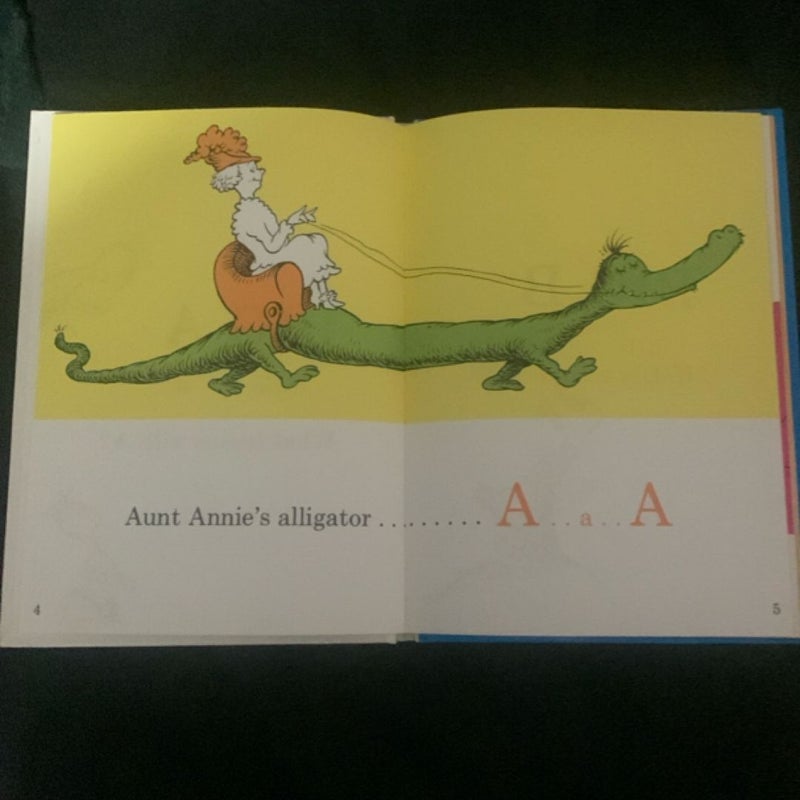 Aunt Annie's alligator . . . . . . . . . A . . a . . A
4
5